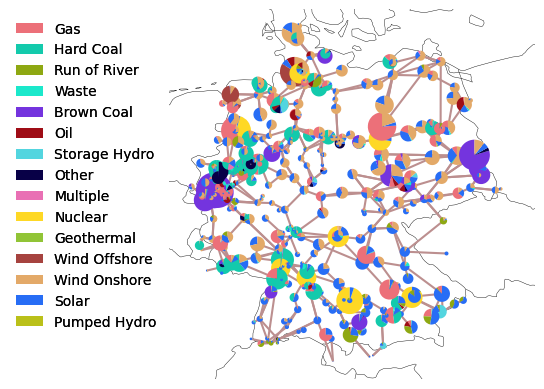 Gas
Hard Coal
Run of River
Waste
Brown Coal
Oil
Storage Hydro
Other
Multiple
Nuclear
Geothermal
Wind Offshore
Wind Onshore
Solar
Pumped Hydro